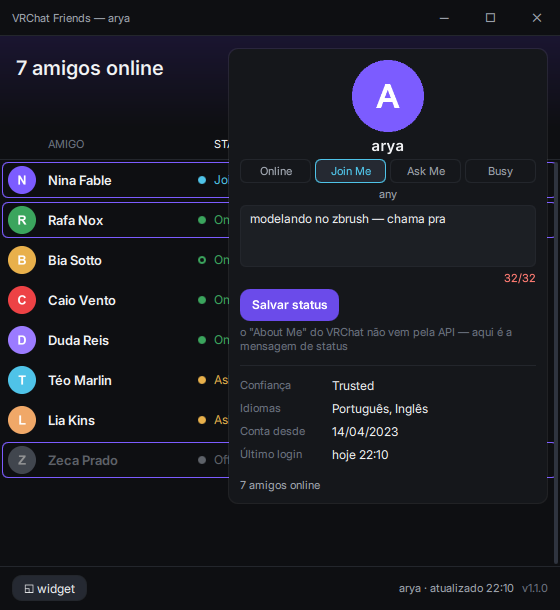 VRChat Friends — arya
7 amigos online
AMIGO
STA
N
Nina Fable
Joi
R
Rafa Nox
On
B
Bia Sotto
On
C
Caio Vento
On
D
Duda Reis
On
T
Téo Marlin
As
L
Lia Kins
As
Z
Zeca Prado
Off
A
arya
Online
Join Me
Ask Me
Busy
any
modelando no zbrush — chama pra
32/32
Salvar status
o "About Me" do VRChat não vem pela API — aqui é a
mensagem de status
Confiança
Trusted
Idiomas
Português, Inglês
Conta desde
14/04/2023
Último login
hoje 22:10
7 amigos online
widget
arya · atualizado 22:10
v1.1.0